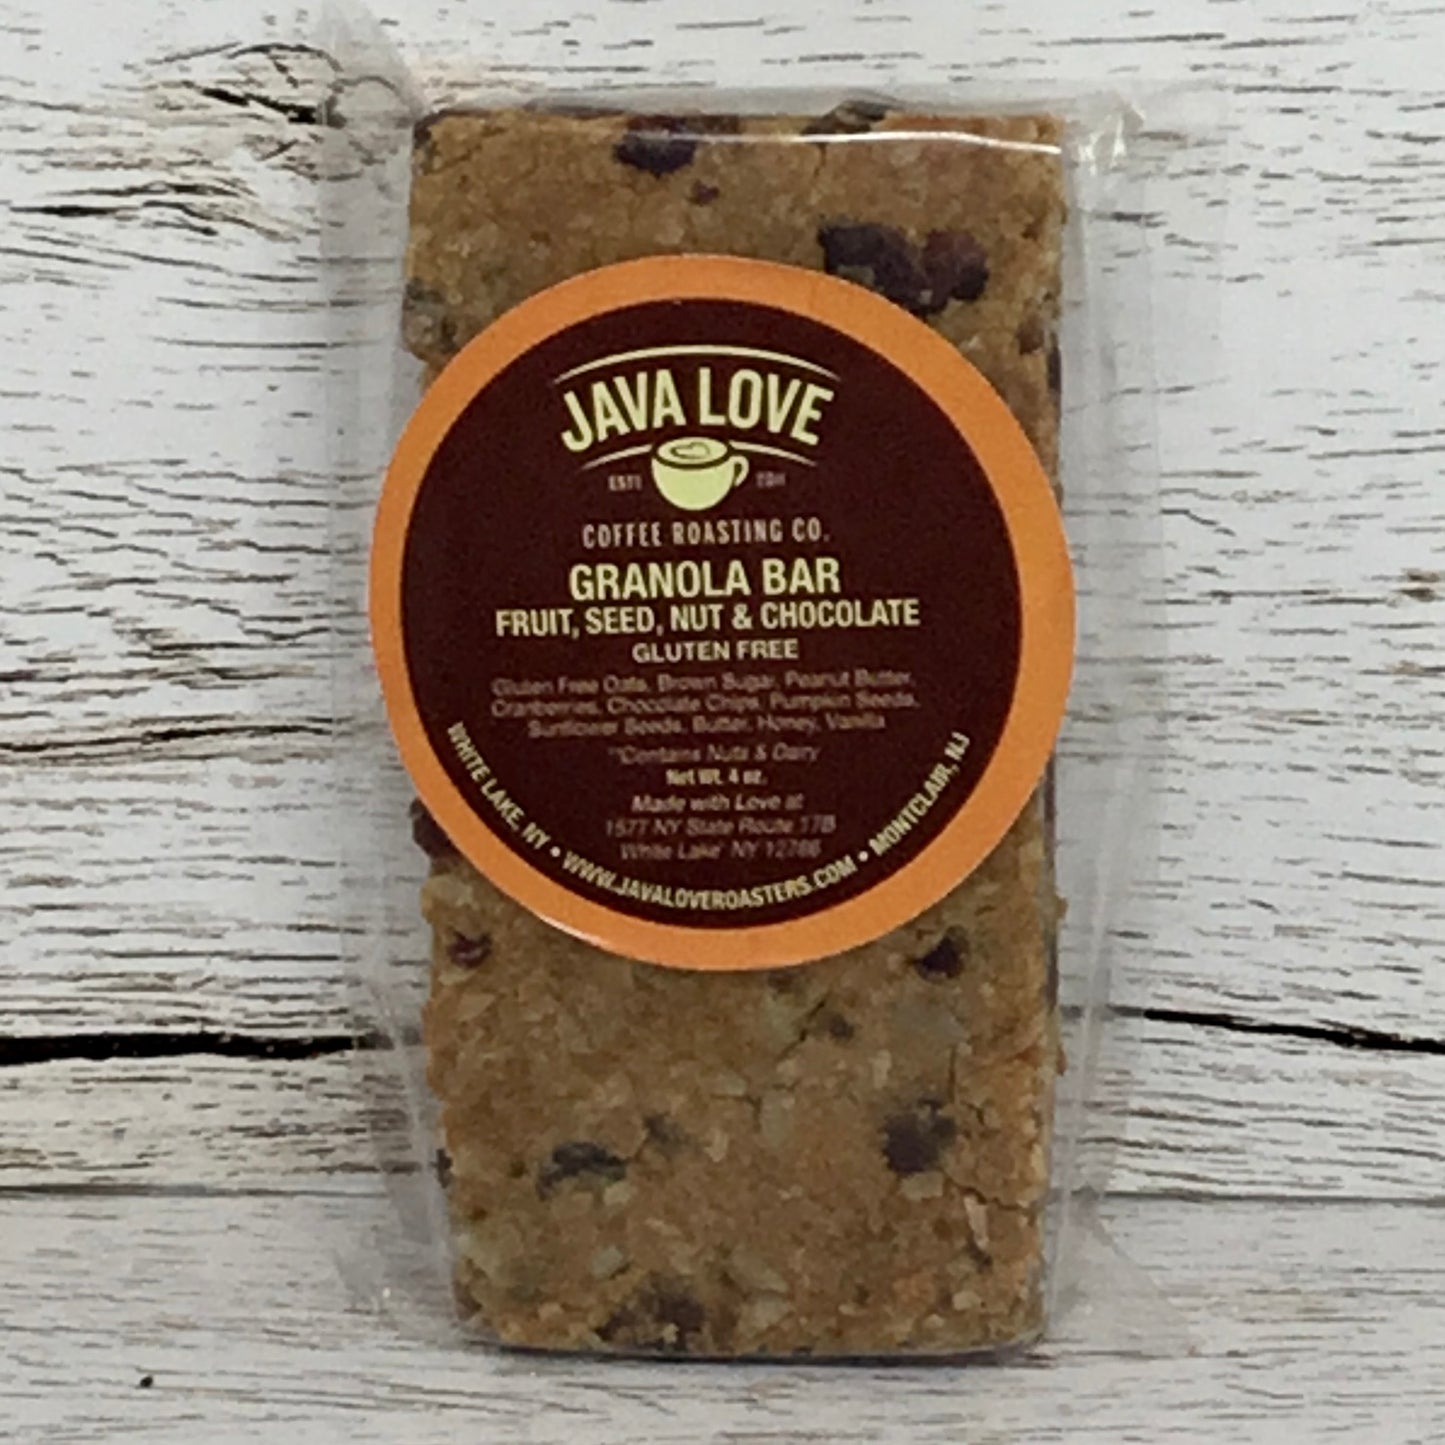 JAVA LOVE
EST. 2011
COFFEE ROASTING CO.
GRANOLA BAR
FRUIT, SEED, NUT & CHOCOLATE
GLUTEN FREE
Gluten Free Oats, Brown Sugar, Peanut Butter,
Cranberries, Chocolate Chips, Pumpkin Seeds,
Sunflower Seeds, Butter, Honey, Vanilla
**Contains Nuts & Dairy
Net Wt. 4 oz.
Made with Love at
1577 NY State Route 17B
White Lake' NY 12786
WHITE LAKE, NY • WWW.JAVALOVEROASTERS.COM • MONTCLAIR, NJ